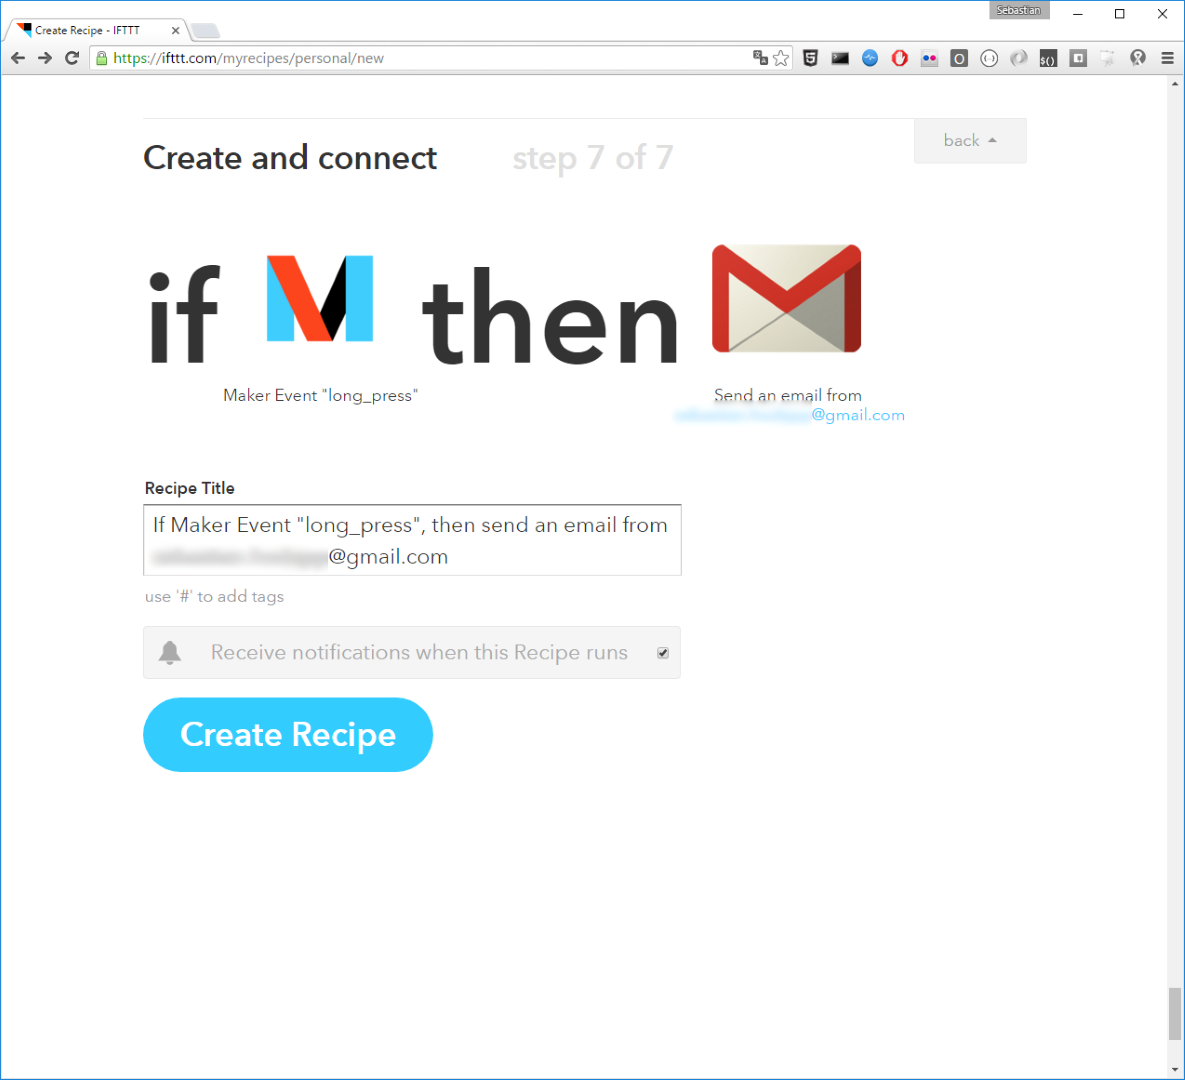 Sebastian
Create Recipe - IFTTT
https://ifttt.com/myrecipes/personal/new
Create and connect
step 7 of 7
back
if
then
Maker Event "long_press"
Send an email from
@gmail.com
Recipe Title
If Maker Event "long_press", then send an email from
@gmail.com
use '#' to add tags
Receive notifications when this Recipe runs
Create Recipe